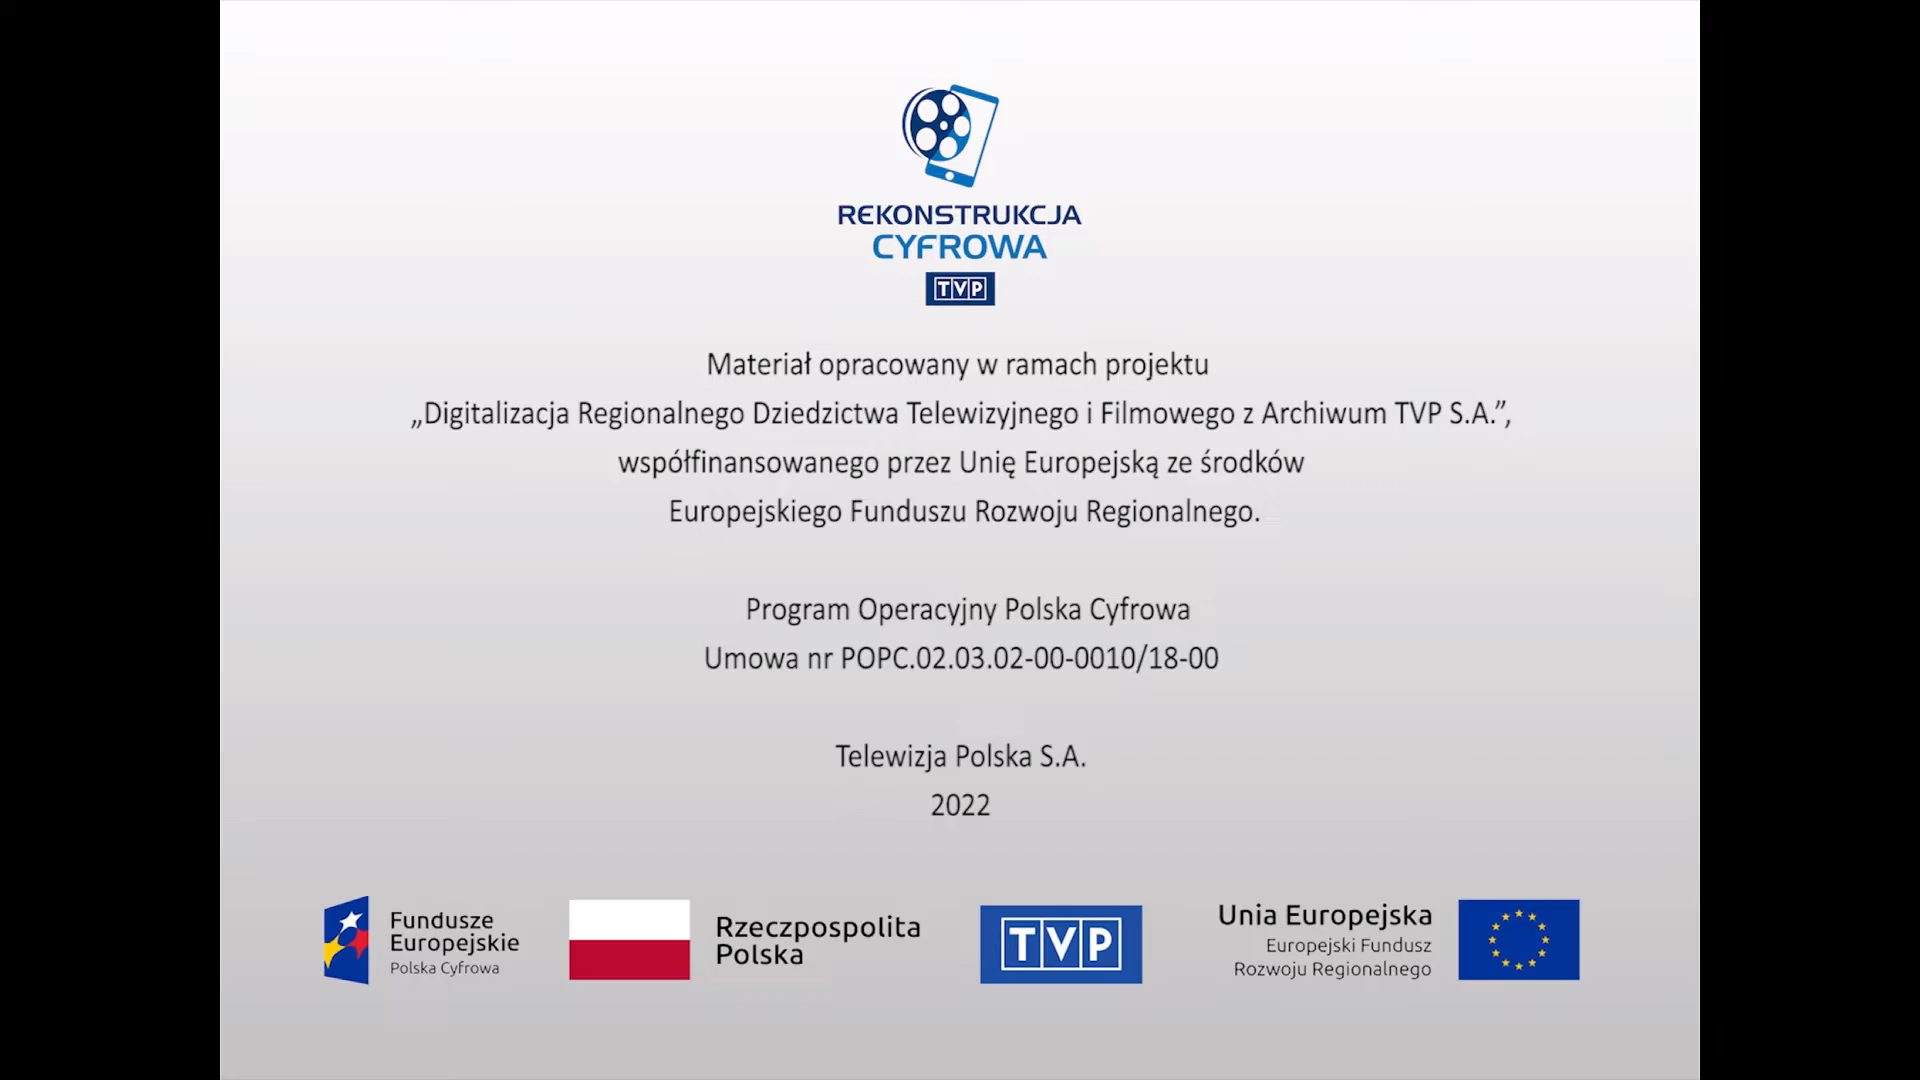 REKONSTRUKCJA
CYFROWA
TVP
Materiał opracowany w ramach projektu
„Digitalizacja Regionalnego Dziedzictwa Telewizyjnego i Filmowego z Archiwum TVP S.A.”,
współfinansowanego przez Unię Europejską ze środków
Europejskiego Funduszu Rozwoju Regionalnego.
Program Operacyjny Polska Cyfrowa
Umowa nr POPC.02.03.02-00-0010/18-00
Telewizja Polska S.A.
2022
Fundusze
Europejskie
Polska Cyfrowa
Rzeczpospolita
Polska
TVP
Unia Europejska
Europejski Fundusz
Rozwoju Regionalnego